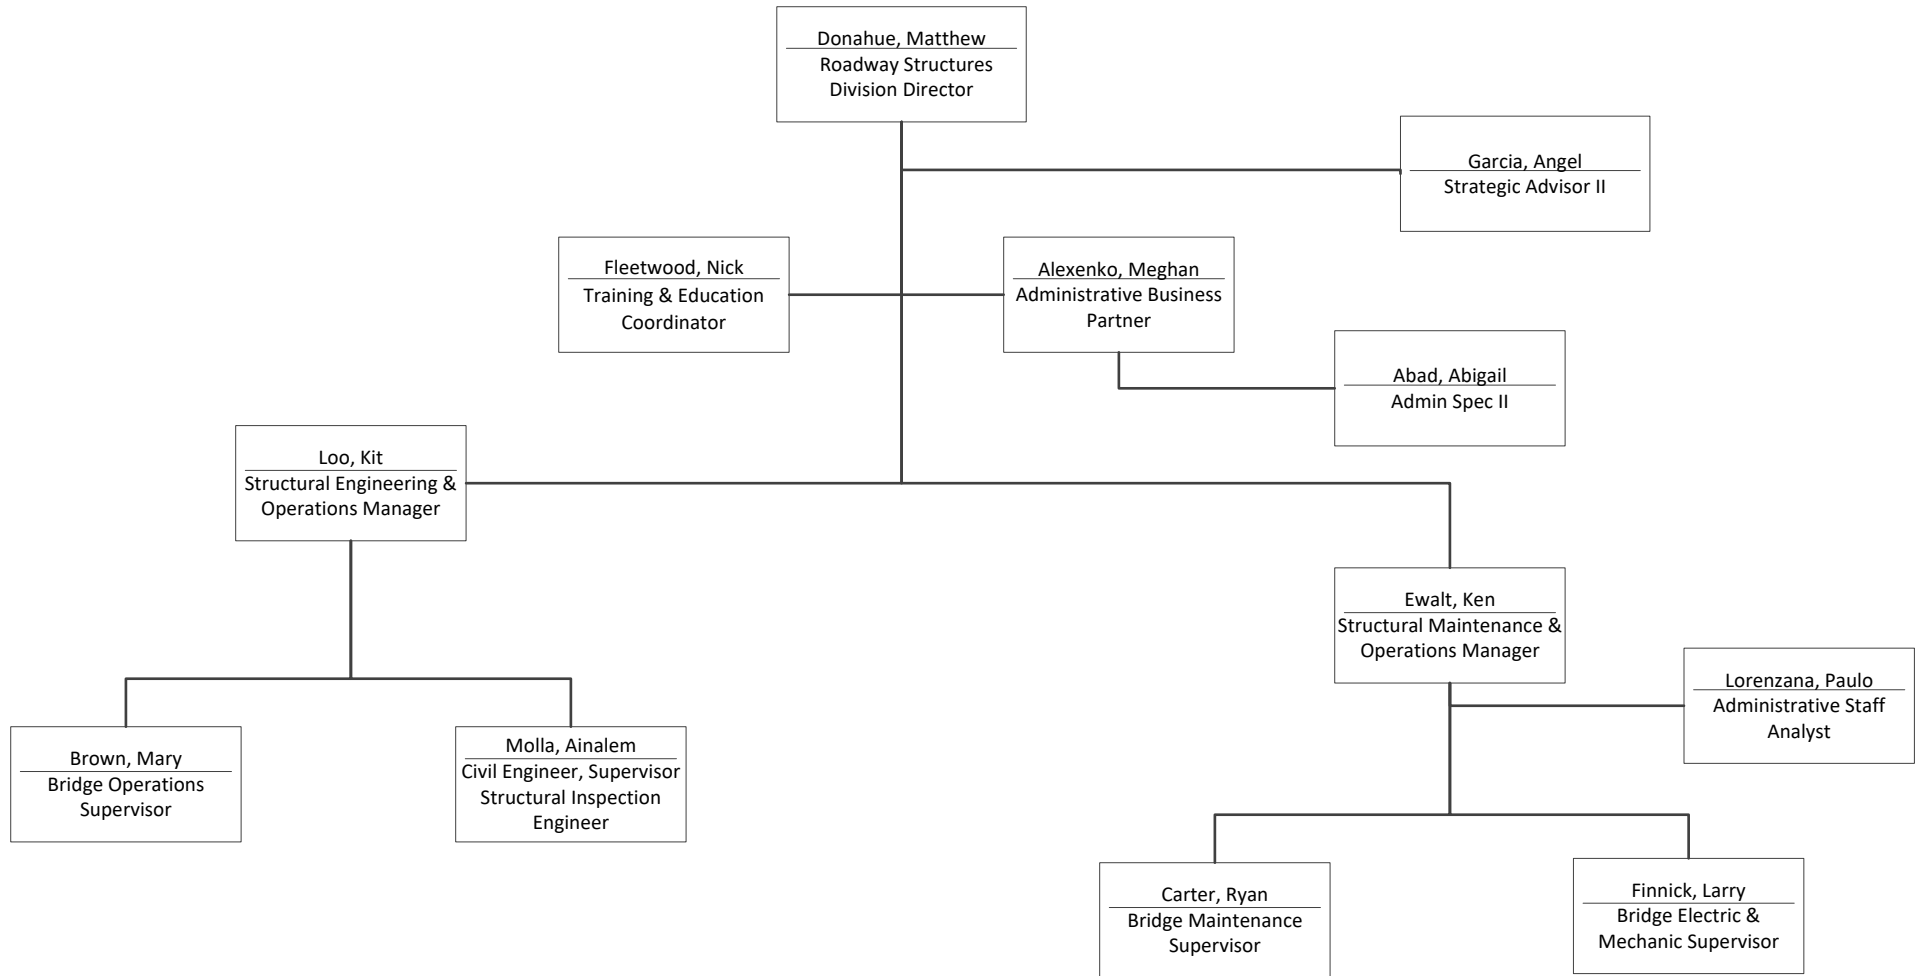 Donahue, Matthew
Roadway Structures
Division Director
Garcia, Angel
Strategic Advisor II
Fleetwood, Nick
Training & Education
Coordinator
Alexenko, Meghan
Administrative Business
Partner
Abad, Abigail
Admin Spec II
Loo, Kit
Structural Engineering &
Operations Manager
Ewalt, Ken
Structural Maintenance &
Operations Manager
Lorenzana, Paulo
Administrative Staff
Analyst
Brown, Mary
Bridge Operations
Supervisor
Molla, Ainalem
Civil Engineer, Supervisor
Structural Inspection
Engineer
Carter, Ryan
Bridge Maintenance
Supervisor
Finnick, Larry
Bridge Electric &
Mechanic Supervisor